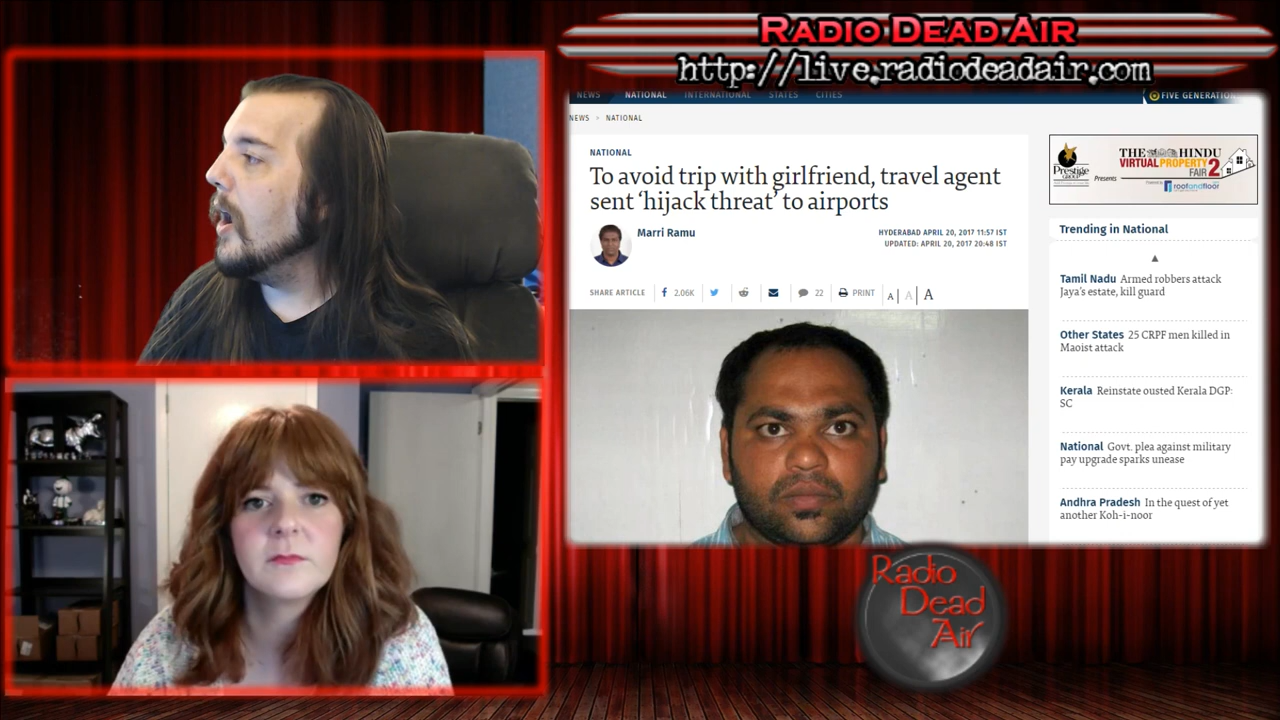 RADIO DEAD AIR
http://live.radiodeadair.com
NEWS NATIONAL INTERNATIONAL STATES CITIES
FIVE GENERATION
NEWS > NATIONAL
NATIONAL
To avoid trip with girlfriend, travel agent
sent ‘hijack threat’ to airports
Marri Ramu
HYDERABAD APRIL 20, 2017 11:57 IST
UPDATED: APRIL 20, 2017 20:48 IST
SHARE ARTICLE 2.06K 22 PRINT A A A
Prestige
GROUP
Presents
THE HINDU
VIRTUAL PROPERTY
FAIR 2
roofandfloor
Trending in National
Tamil Nadu Armed robbers attack
Jaya's estate, kill guard
Other States 25 CRPF men killed in
Maoist attack
Kerala Reinstate ousted Kerala DGP:
SC
National Govt. plea against military
pay upgrade sparks unease
Andhra Pradesh In the quest of yet
another Koh-i-noor
Radio
Dead
Air